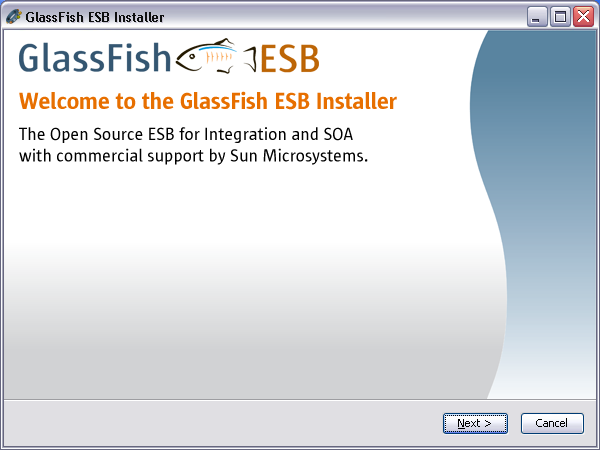 GlassFish ESB Installer
GlassFish ESB
Welcome to the GlassFish ESB Installer
The Open Source ESB for Integration and SOA
with commercial support by Sun Microsystems.
Next > Cancel